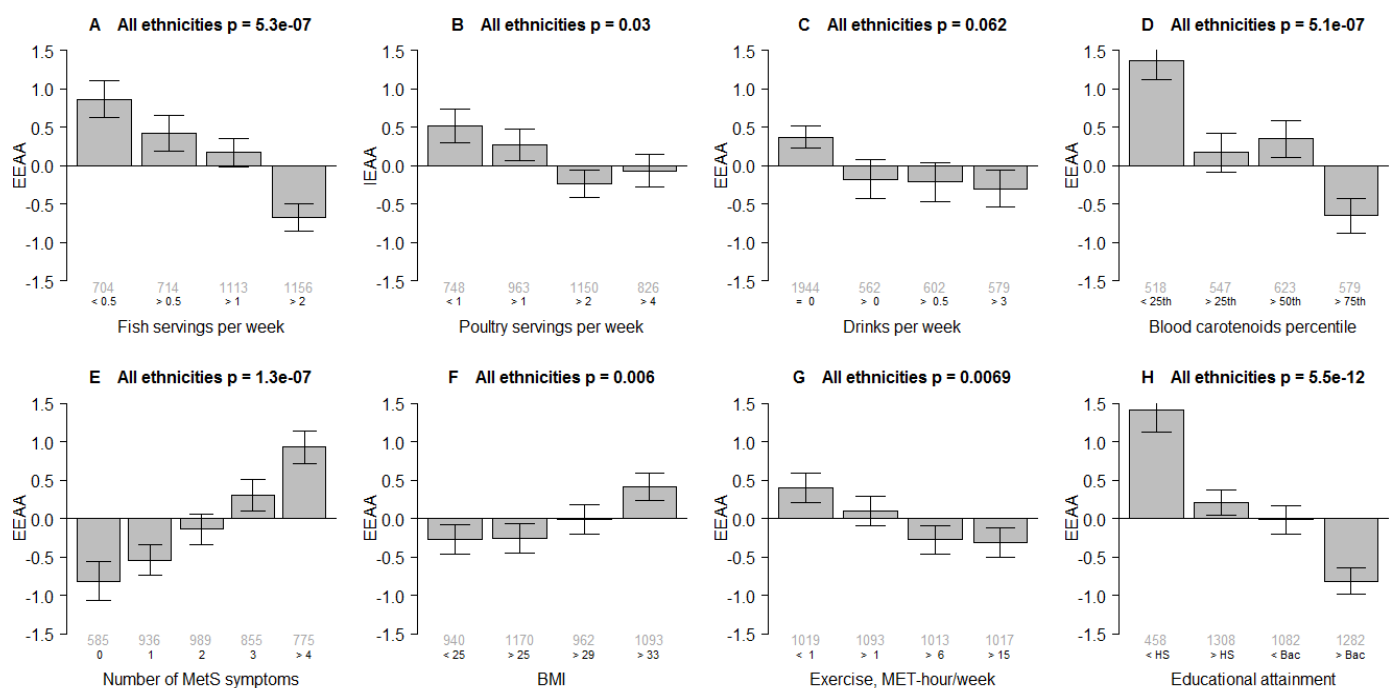 A All ethnicities p = 5.3e-07
B All ethnicities p = 0.03
C All ethnicities p = 0.062
D All ethnicities p = 5.1e-07
EEAA
1.5
1.0
0.5
0.0
-0.5
-1.0
-1.5
704 714 1113 1156
< 0.5 > 0.5 > 1 > 2
Fish servings per week
IEAA
1.5
1.0
0.5
0.0
-0.5
-1.0
-1.5
748 963 1150 826
< 1 > 1 > 2 > 4
Poultry servings per week
EEAA
1.5
1.0
0.5
0.0
-0.5
-1.0
-1.5
1944 562 602 579
= 0 > 0 > 0.5 > 3
Drinks per week
EEAA
1.5
1.0
0.5
0.0
-0.5
-1.0
-1.5
518 547 623 579
< 25th > 25th > 50th > 75th
Blood carotenoids percentile
E All ethnicities p = 1.3e-07
F All ethnicities p = 0.006
G All ethnicities p = 0.0069
H All ethnicities p = 5.5e-12
EEAA
1.5
1.0
0.5
0.0
-0.5
-1.0
-1.5
585 936 989 855 775
0 1 2 3 > 4
Number of MetS symptoms
EEAA
1.5
1.0
0.5
0.0
-0.5
-1.0
-1.5
940 1170 962 1093
< 25 > 25 > 29 > 33
BMI
EEAA
1.5
1.0
0.5
0.0
-0.5
-1.0
-1.5
1019 1093 1013 1017
< 1 > 1 > 6 > 15
Exercise, MET-hour/week
EEAA
1.5
1.0
0.5
0.0
-0.5
-1.0
-1.5
458 1308 1082 1282
< HS > HS < Bac > Bac
Educational attainment